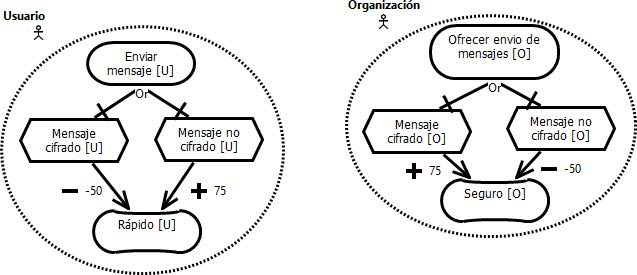 Usuario
Enviar
mensaje [U]
Or
Mensaje
cifrado [U]
Mensaje no
cifrado [U]
-50
75
Rápido [U]
Organización
Ofrecer envio de
mensajes [O]
Or
Mensaje
cifrado [O]
Mensaje no
cifrado [O]
75
-50
Seguro [O]